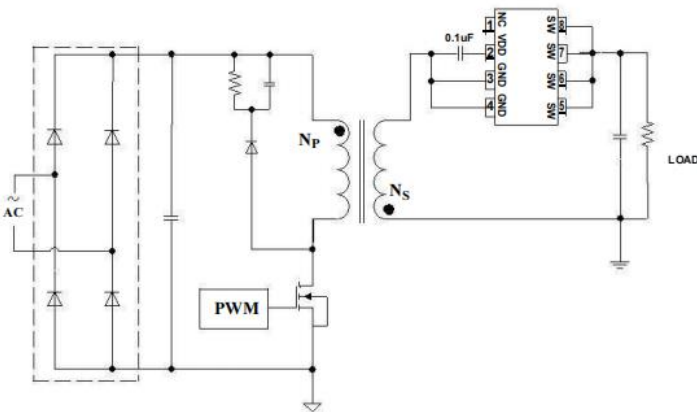 NC
VDD
GND
GND
1
2
3
4
SW
SW
SW
SW
8
7
6
5
0.1uF
LOAD
N_P
N_S
AC
PWM